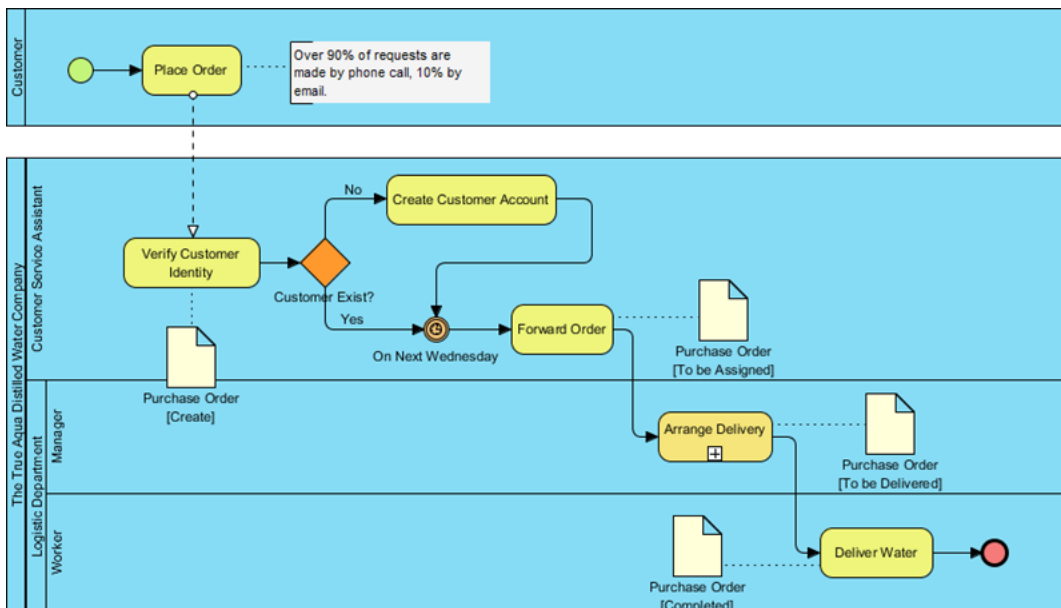 Customer
Place Order
Over 90% of requests are
made by phone call, 10% by
email.
The True Aqua Distilled Water Company
Customer Service Assistant
Verify Customer
Identity
No
Create Customer Account
Customer Exist?
Yes
On Next Wednesday
Forward Order
Purchase Order
[To be Assigned]
Purchase Order
[Create]
Logistic Department
Manager
Arrange Delivery
Purchase Order
[To be Delivered]
Worker
Deliver Water
Purchase Order
[Completed]